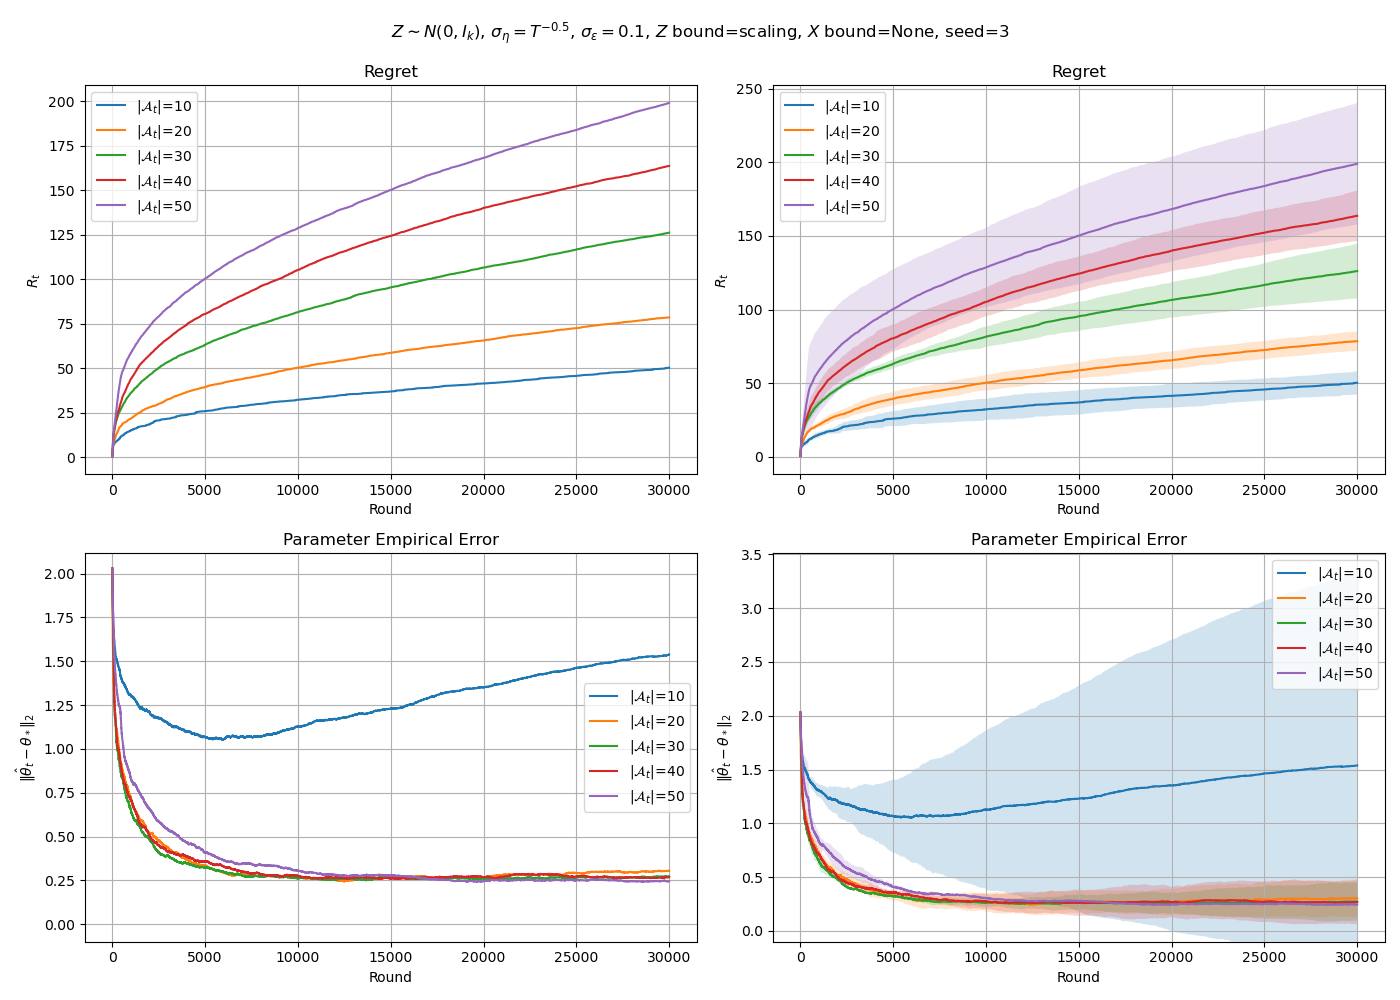 Z ∼ N(0, I_k), σ_η = T^{−0.5}, σ_ε = 0.1, Z bound=scaling, X bound=None, seed=3
Regret
|𝒜_t|=10
|𝒜_t|=20
|𝒜_t|=30
|𝒜_t|=40
|𝒜_t|=50
200
175
150
125
100
75
50
25
0
R_t
0 5000 10000 15000 20000 25000 30000
Round
Regret
|𝒜_t|=10
|𝒜_t|=20
|𝒜_t|=30
|𝒜_t|=40
|𝒜_t|=50
250
200
150
100
50
0
R_t
0 5000 10000 15000 20000 25000 30000
Round
Parameter Empirical Error
|𝒜_t|=10
|𝒜_t|=20
|𝒜_t|=30
|𝒜_t|=40
|𝒜_t|=50
2.00
1.75
1.50
1.25
1.00
0.75
0.50
0.25
0.00
‖θ̂_t − θ_*‖_2
0 5000 10000 15000 20000 25000 30000
Round
Parameter Empirical Error
|𝒜_t|=10
|𝒜_t|=20
|𝒜_t|=30
|𝒜_t|=40
|𝒜_t|=50
3.5
3.0
2.5
2.0
1.5
1.0
0.5
0.0
‖θ̂_t − θ_*‖_2
0 5000 10000 15000 20000 25000 30000
Round